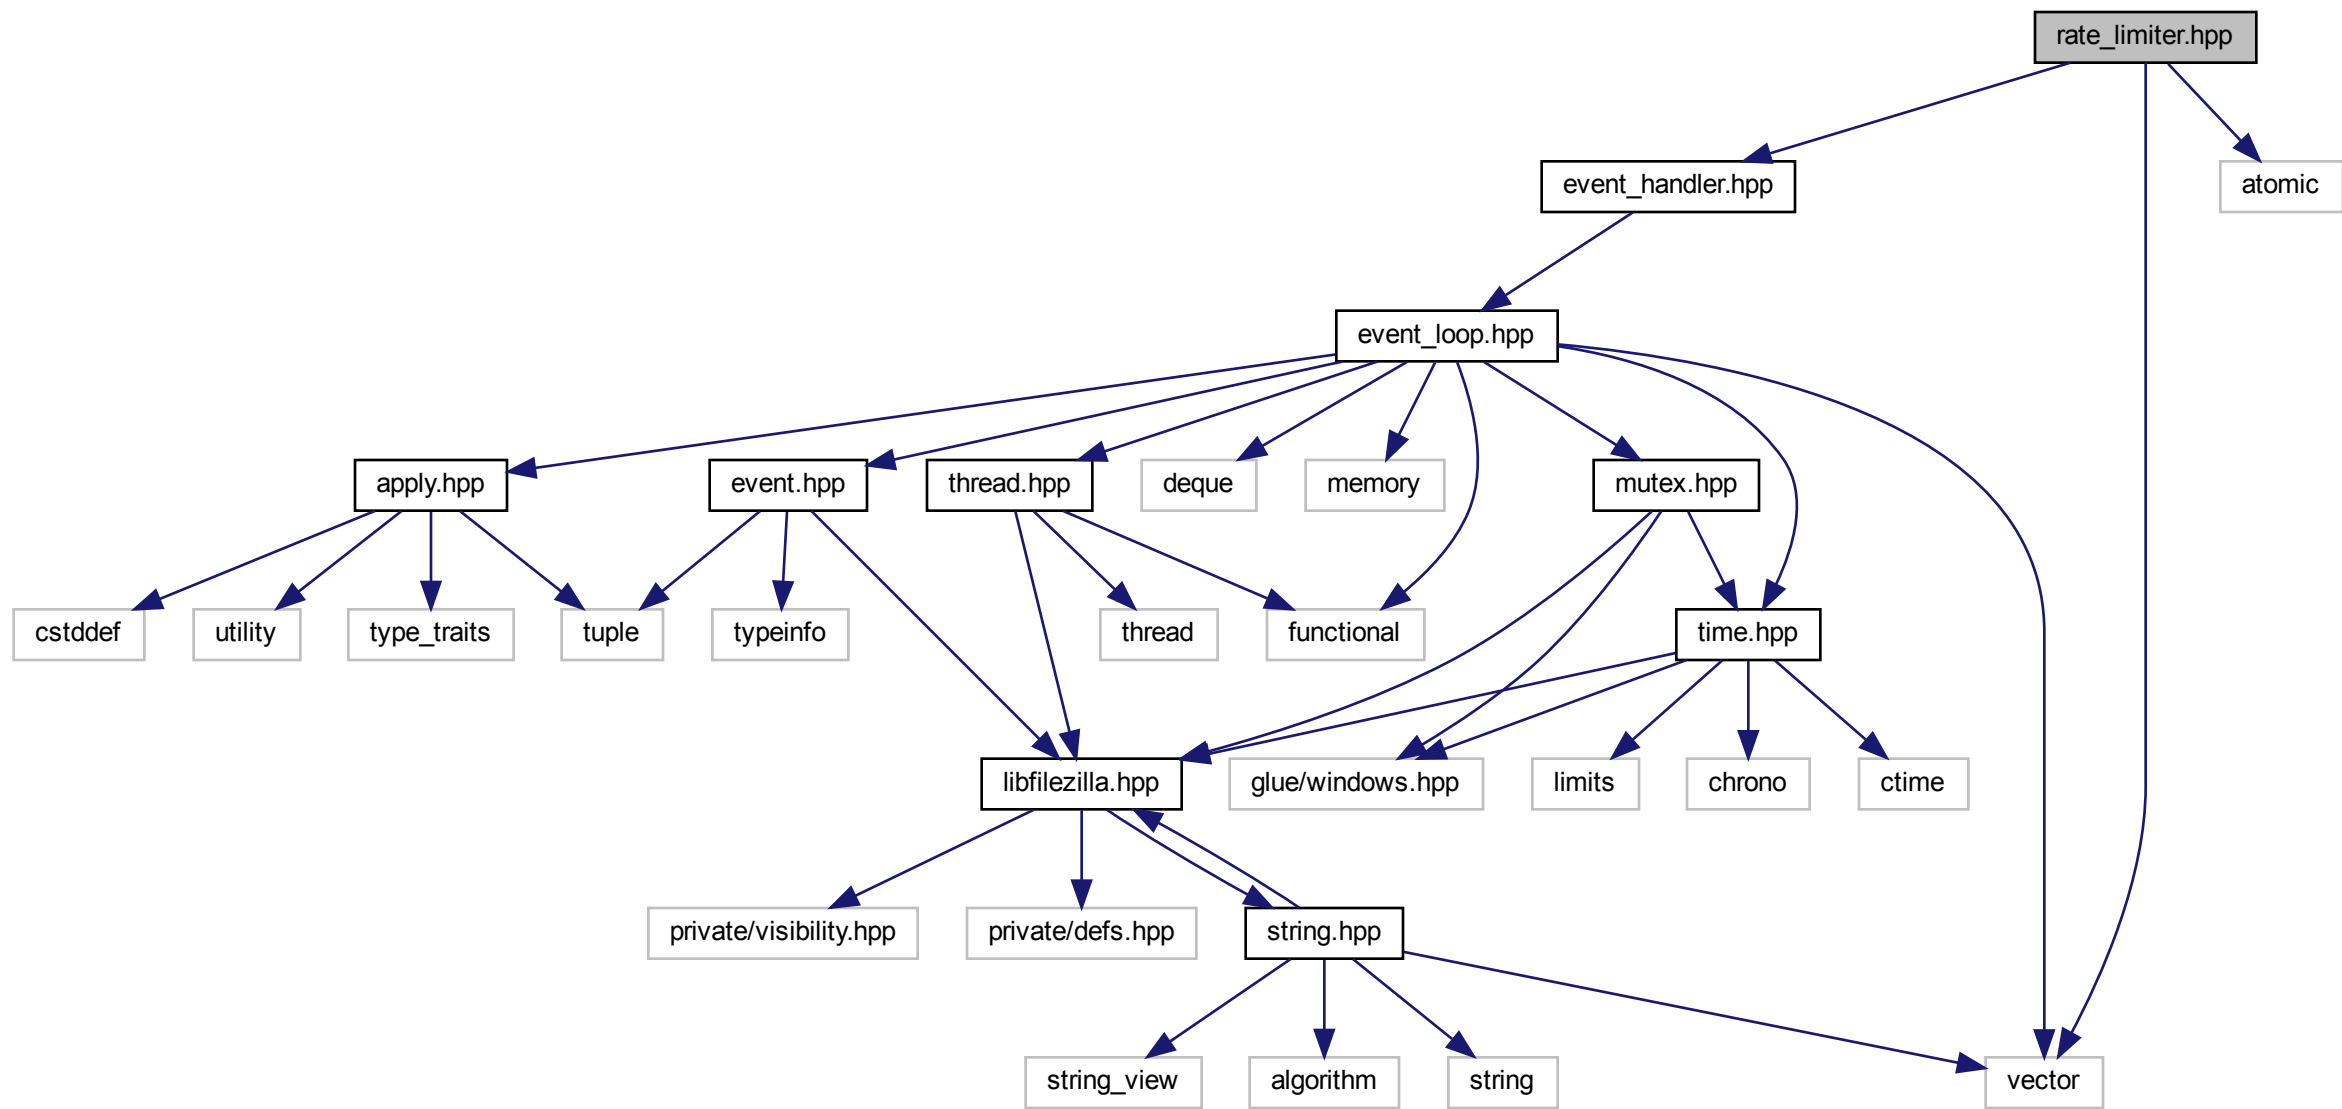 rate_limiter.hpp
event_handler.hpp
atomic
event_loop.hpp
apply.hpp
event.hpp
thread.hpp
deque
memory
mutex.hpp
cstddef
utility
type_traits
tuple
typeinfo
thread
functional
time.hpp
libfilezilla.hpp
glue/windows.hpp
limits
chrono
ctime
private/visibility.hpp
private/defs.hpp
string.hpp
string_view
algorithm
string
vector